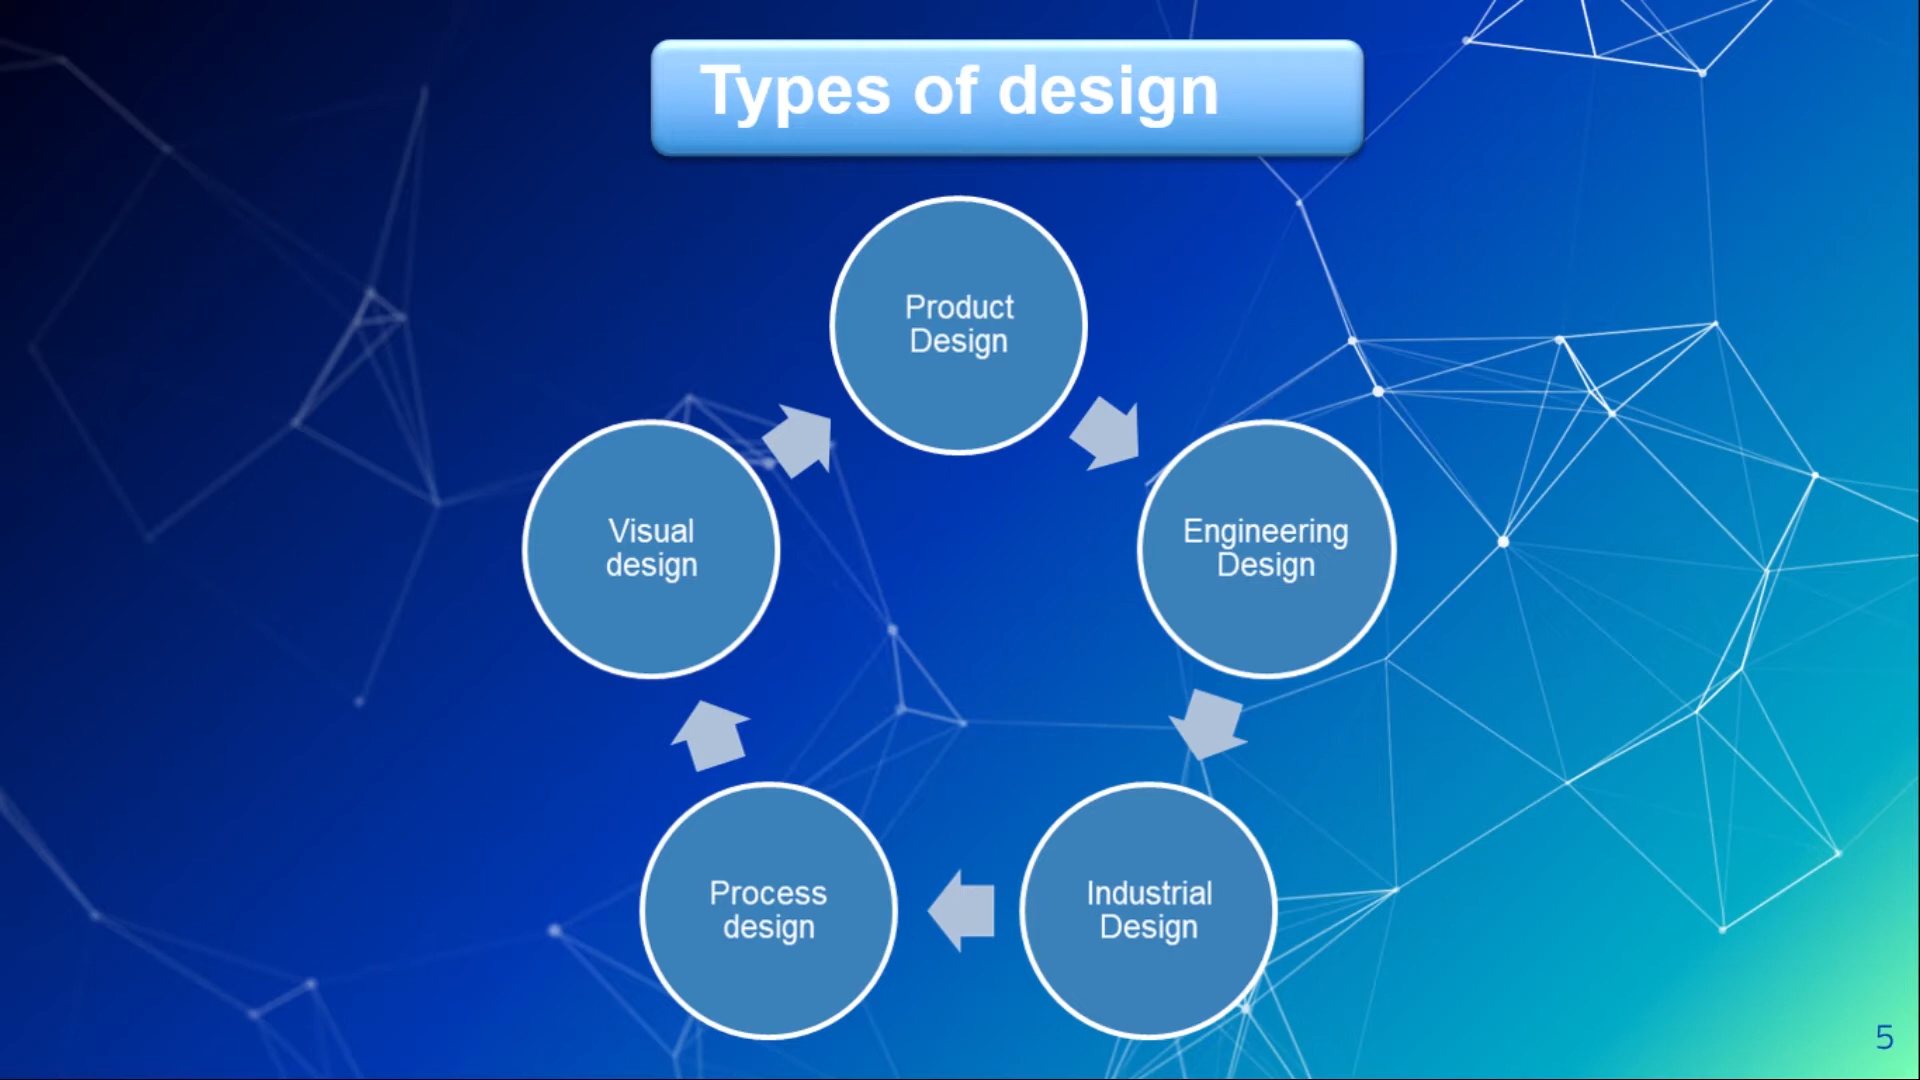 Types of design
Product
Design
Engineering
Design
Industrial
Design
Process
design
Visual
design
5